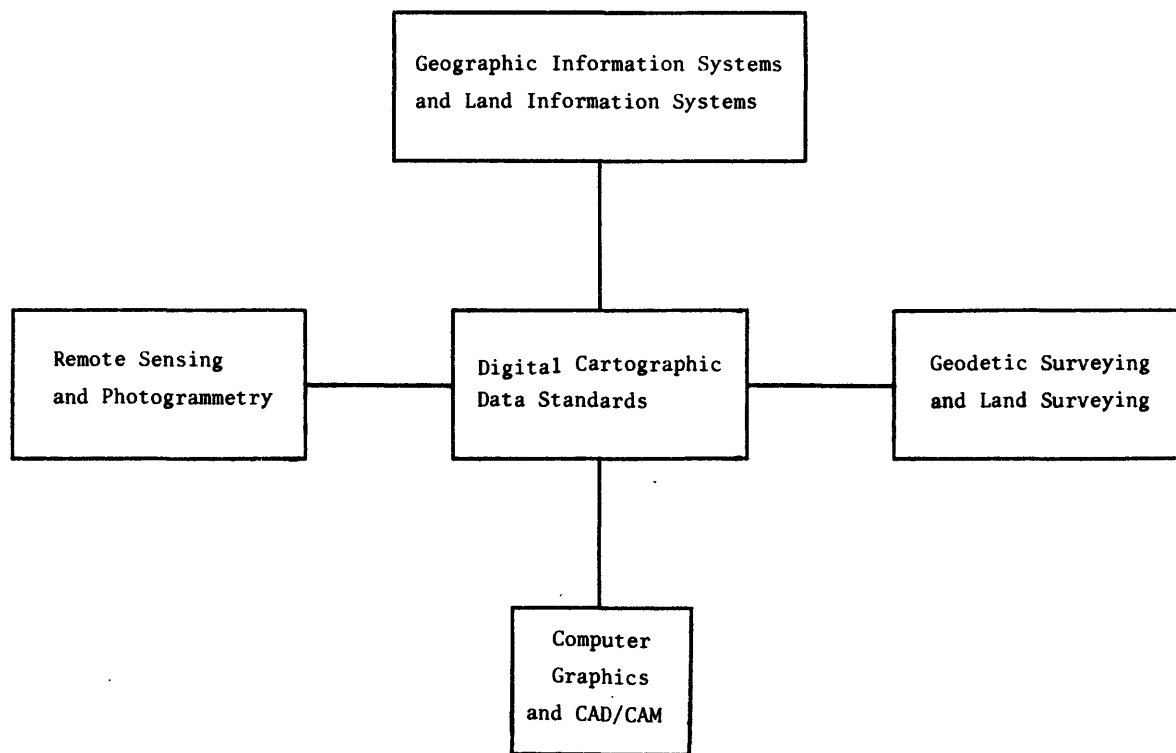 Geographic Information Systems
and Land Information Systems
Remote Sensing
and Photogrammetry
Digital Cartographic
Data Standards
Geodetic Surveying
and Land Surveying
Computer
Graphics
and CAD/CAM